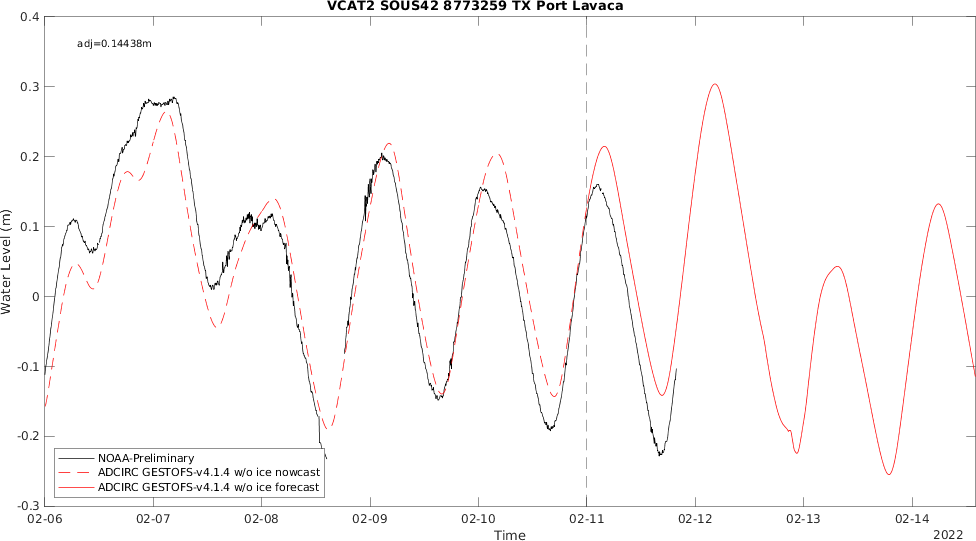 VCAT2 SOUS42 8773259 TX Port Lavaca
adj=0.14438m
0.4
0.3
0.2
0.1
0
-0.1
-0.2
-0.3
Water Level (m)
NOAA-Preliminary
ADCIRC GESTOFS-v4.1.4 w/o ice nowcast
ADCIRC GESTOFS-v4.1.4 w/o ice forecast
02-06 02-07 02-08 02-09 02-10 02-11 02-12 02-13 02-14
Time
2022